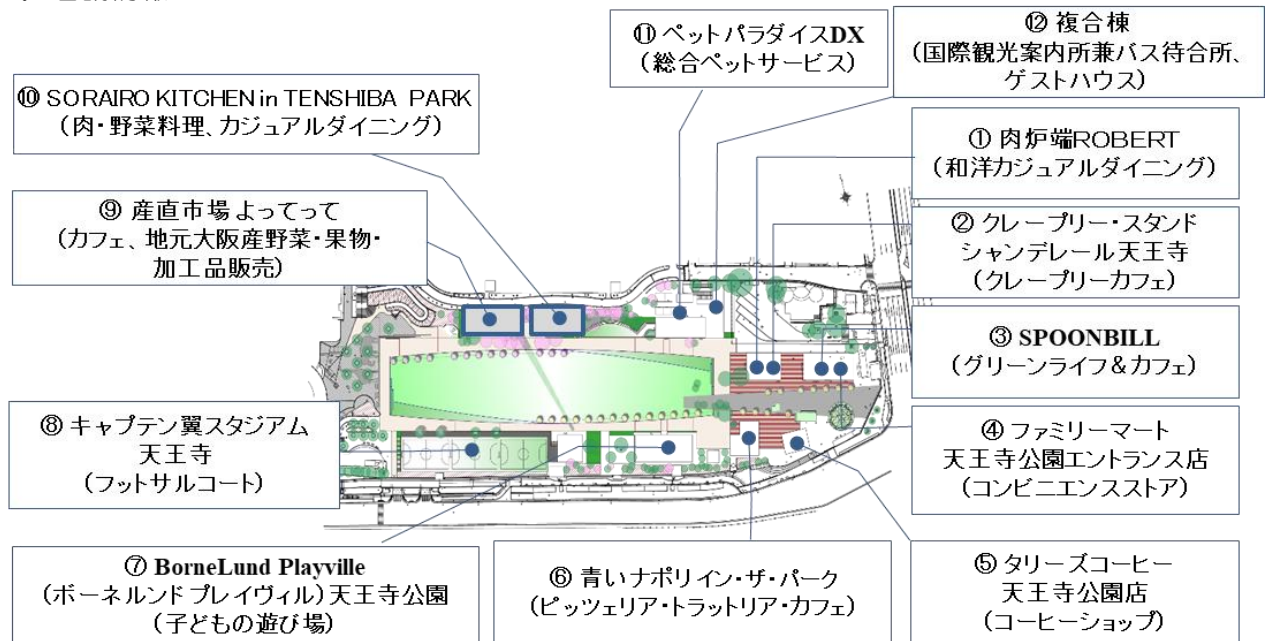 ⑪ ペットパラダイスDX
(総合ペットサービス)
⑫ 複合棟
(国際観光案内所兼バス待合所、
ゲストハウス)
⑩ SORAIRO KITCHEN in TENSHIBA PARK
(肉・野菜料理、カジュアルダイニング)
① 肉炉端ROBERT
(和洋カジュアルダイニング)
⑨ 産直市場よってって
(カフェ、地元大阪産野菜・果物・
加工品販売)
② クレープリー・スタンド
シャンデレール天王寺
(クレープリーカフェ)
③ SPOONBILL
(グリーンライフ&カフェ)
⑧ キャプテン翼スタジアム
天王寺
(フットサルコート)
④ ファミリーマート
天王寺公園エントランス店
(コンビニエンスストア)
⑦ BorneLund Playville
(ボーネルンド プレイヴィル)天王寺公園
(子どもの遊び場)
⑥ 青いナポリイン・ザ・パーク
(ピッツェリア・トラットリア・カフェ)
⑤ タリーズコーヒー
天王寺公園店
(コーヒーショップ)